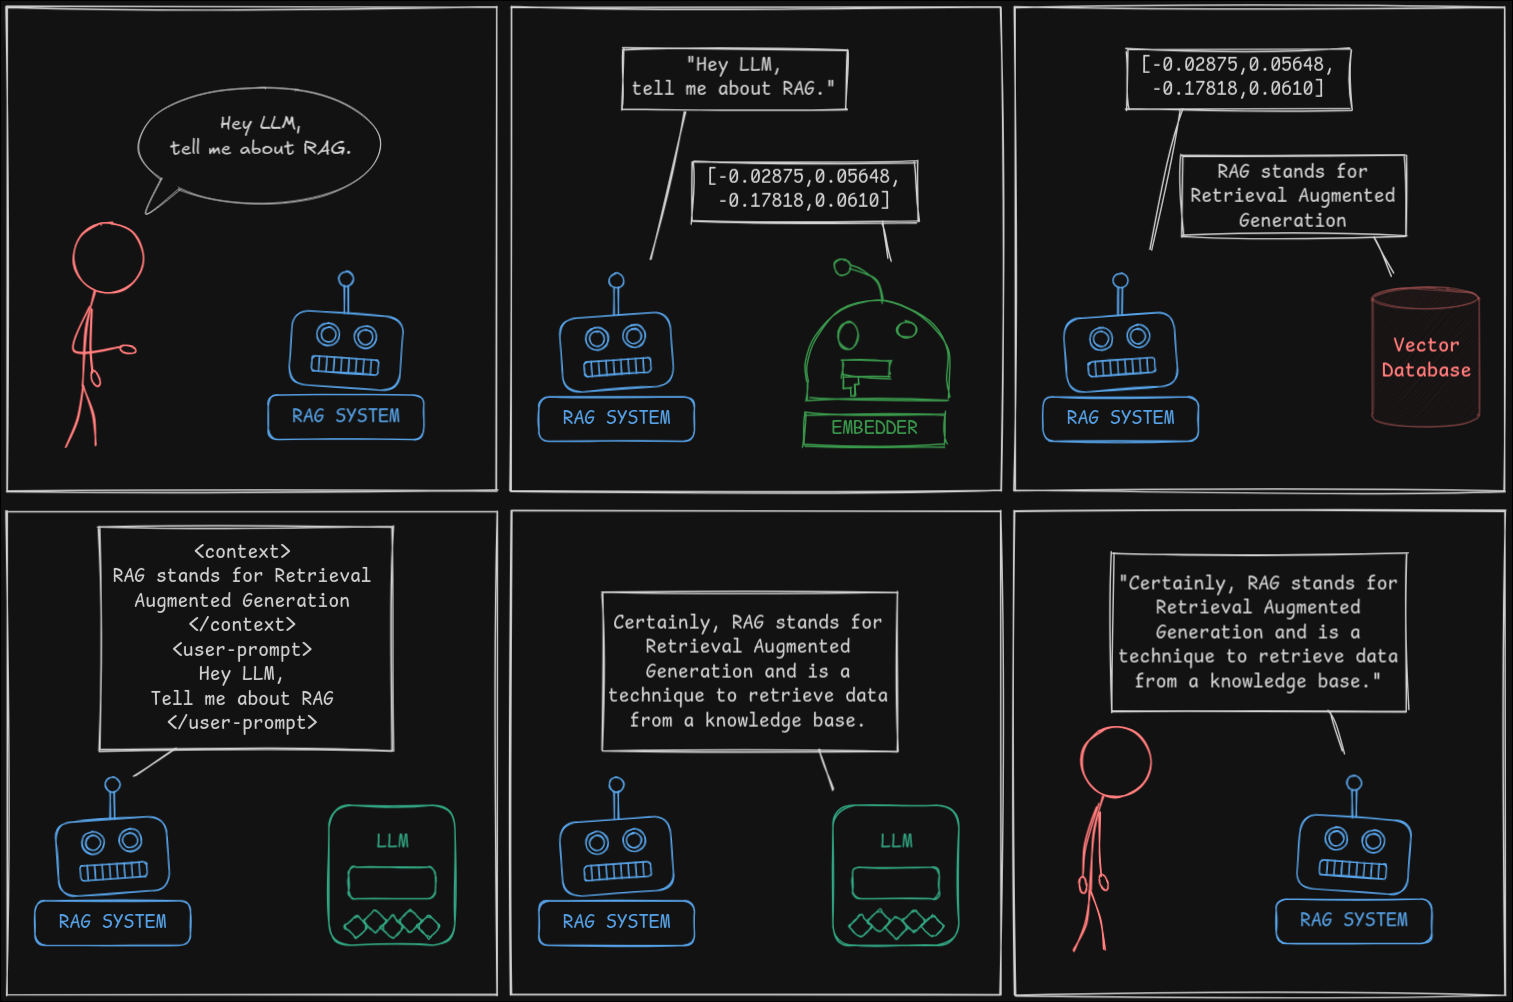 Hey LLM,
tell me about RAG.
RAG SYSTEM
"Hey LLM,
tell me about RAG."
[-0.02875,0.05648,
-0.17818,0.0610]
RAG SYSTEM
EMBEDDER
[-0.02875,0.05648,
-0.17818,0.0610]
RAG stands for
Retrieval Augmented
Generation
Vector
Database
RAG SYSTEM
<context>
RAG stands for Retrieval
Augmented Generation
</context>
<user-prompt>
Hey LLM,
Tell me about RAG
</user-prompt>
LLM
RAG SYSTEM
Certainly, RAG stands for
Retrieval Augmented
Generation and is a
technique to retrieve data
from a knowledge base.
LLM
RAG SYSTEM
"Certainly, RAG stands for
Retrieval Augmented
Generation and is a
technique to retrieve data
from a knowledge base."
RAG SYSTEM